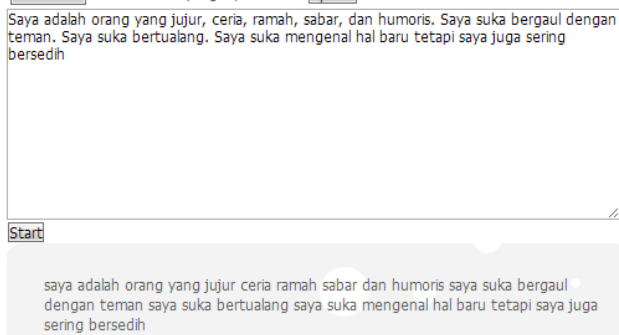 Saya adalah orang yang jujur, ceria, ramah, sabar, dan humoris. Saya suka bergaul dengan
teman. Saya suka bertualang. Saya suka mengenal hal baru tetapi saya juga sering
bersedih
Start
saya adalah orang yang jujur ceria ramah sabar dan humoris saya suka bergaul
dengan teman saya suka bertualang saya suka mengenal hal baru tetapi saya juga
sering bersedih